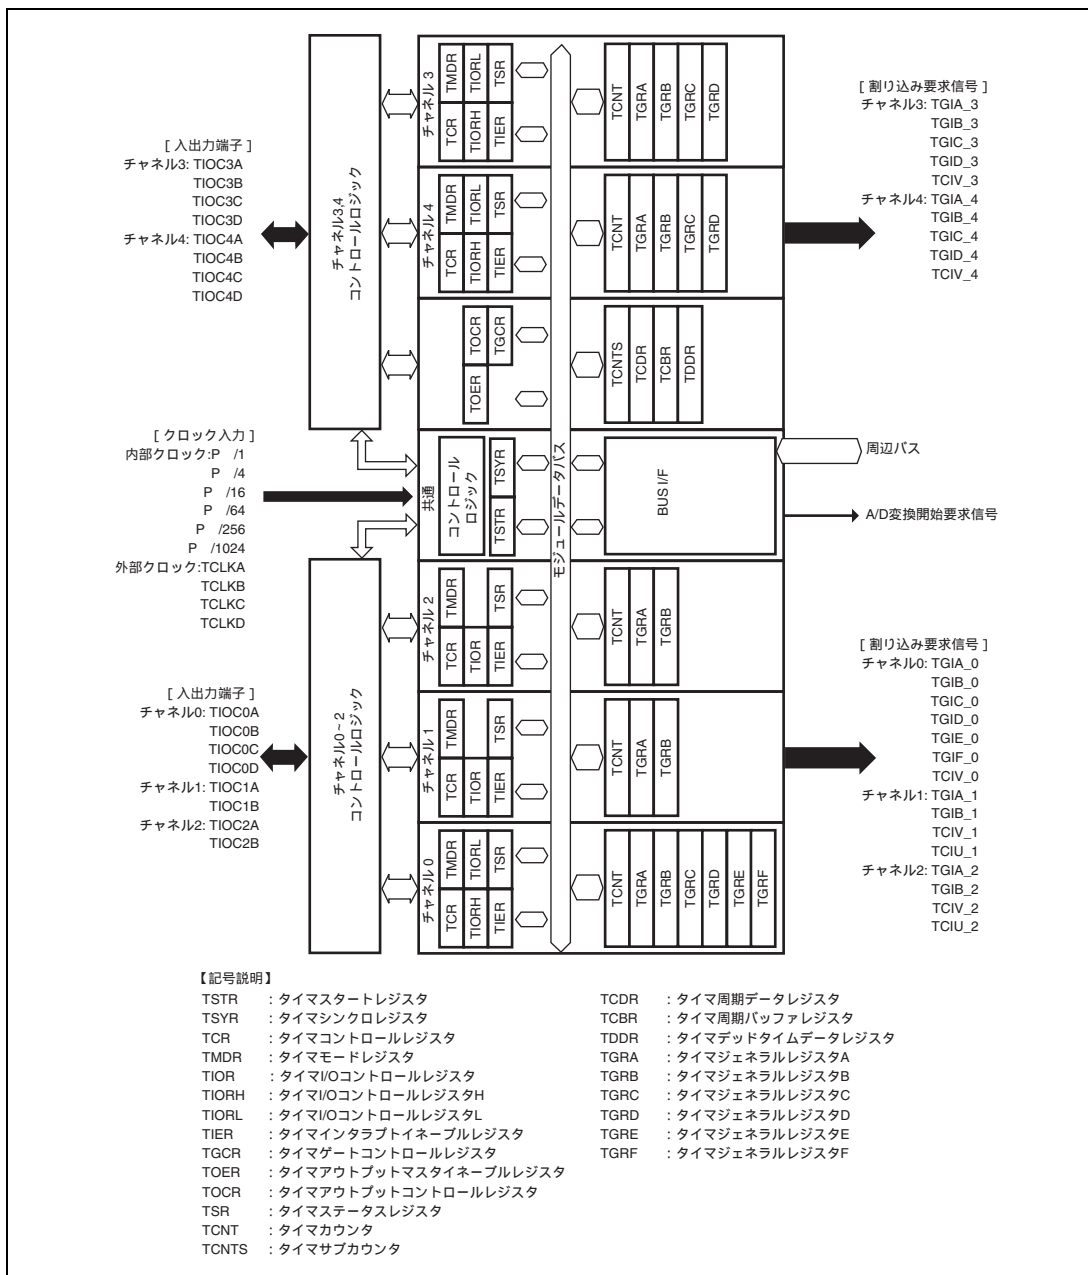 [ 入出力端子 ]
チャネル3: TIOC3A
TIOC3B
TIOC3C
TIOC3D
チャネル4: TIOC4A
TIOC4B
TIOC4C
TIOC4D
[ クロック入力 ]
内部クロック:P /1
P /4
P /16
P /64
P /256
P /1024
外部クロック:TCLKA
TCLKB
TCLKC
TCLKD
[ 入出力端子 ]
チャネル0: TIOC0A
TIOC0B
TIOC0C
TIOC0D
チャネル1: TIOC1A
TIOC1B
チャネル2: TIOC2A
TIOC2B
チャネル3,4
コントロールロジック
チャネル0~2
コントロールロジック
チャネル 3
TCR
TMDR
TIORH
TIORL
TIER
TSR
TCNT
TGRA
TGRB
TGRC
TGRD
チャネル 4
TCR
TMDR
TIORH
TIORL
TIER
TSR
TCNT
TGRA
TGRB
TGRC
TGRD
TOER
TOCR
TGCR
TCNTS
TCDR
TCBR
TDDR
共通
コントロール
ロジック
TSTR
TSYR
モジュールデータバス
BUS I/F
チャネル 2
TCR
TMDR
TIOR
TIER
TSR
TCNT
TGRA
TGRB
チャネル 1
TCR
TMDR
TIOR
TIER
TSR
TCNT
TGRA
TGRB
チャネル 0
TCR
TMDR
TIORH
TIORL
TIER
TSR
TCNT
TGRA
TGRB
TGRC
TGRD
TGRE
TGRF
[ 割り込み要求信号 ]
チャネル3: TGIA_3
TGIB_3
TGIC_3
TGID_3
TCIV_3
チャネル4: TGIA_4
TGIB_4
TGIC_4
TGID_4
TCIV_4
周辺バス
A/D変換開始要求信号
[ 割り込み要求信号 ]
チャネル0: TGIA_0
TGIB_0
TGIC_0
TGID_0
TGIE_0
TGIF_0
TCIV_0
チャネル1: TGIA_1
TGIB_1
TCIV_1
TCIU_1
チャネル2: TGIA_2
TGIB_2
TCIV_2
TCIU_2
【記号説明】
TSTR : タイマスタートレジスタ
TSYR : タイマシンクロレジスタ
TCR : タイマコントロールレジスタ
TMDR : タイマモードレジスタ
TIOR : タイマI/Oコントロールレジスタ
TIORH : タイマI/OコントロールレジスタH
TIORL : タイマI/OコントロールレジスタL
TIER : タイマインタラプトイネーブルレジスタ
TGCR : タイマゲートコントロールレジスタ
TOER : タイマアウトプットマスタイネーブルレジスタ
TOCR : タイマアウトプットコントロールレジスタ
TSR : タイマステータスレジスタ
TCNT : タイマカウンタ
TCNTS : タイマサブカウンタ
TCDR : タイマ周期データレジスタ
TCBR : タイマ周期バッファレジスタ
TDDR : タイマデッドタイムデータレジスタ
TGRA : タイマジェネラルレジスタA
TGRB : タイマジェネラルレジスタB
TGRC : タイマジェネラルレジスタC
TGRD : タイマジェネラルレジスタD
TGRE : タイマジェネラルレジスタE
TGRF : タイマジェネラルレジスタF